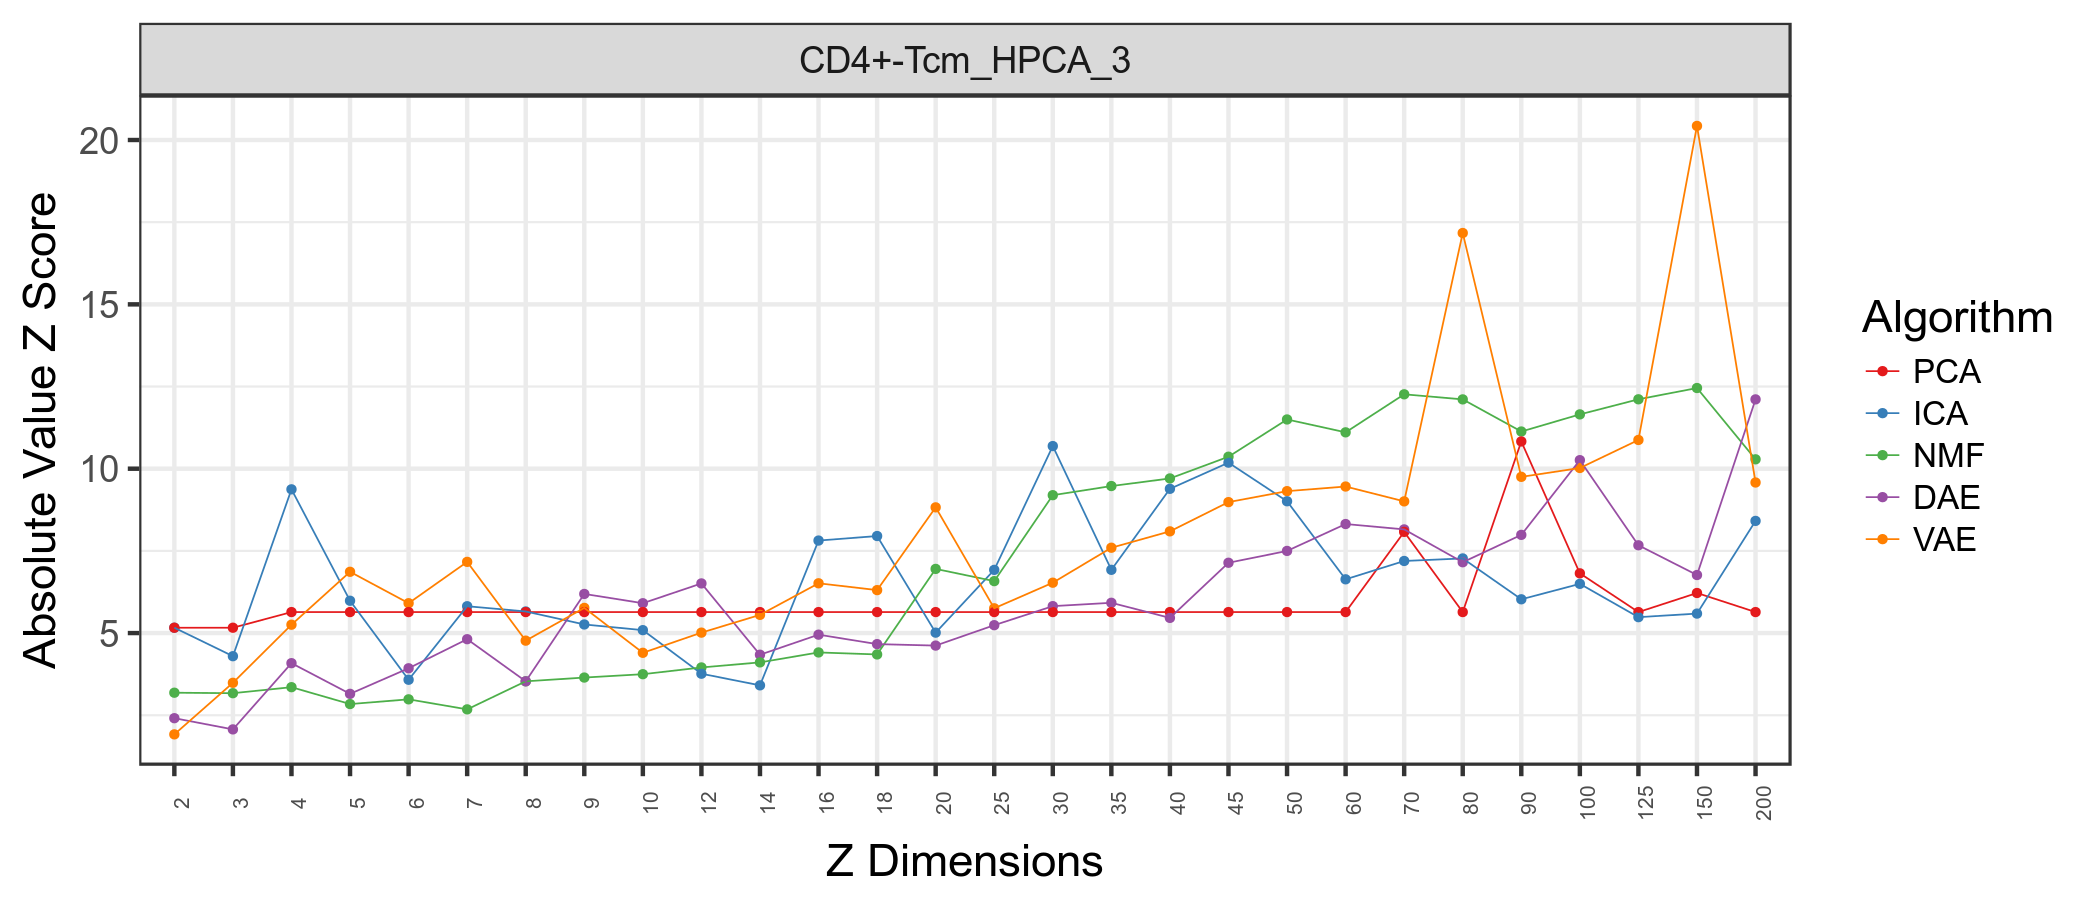 CD4+-Tcm_HPCA_3
Absolute Value Z Score
20
15
10
5
2 3 4 5 6 7 8 9 10 12 14 16 18 20 25 30 35 40 45 50 60 70 80 90 100 125 150 200
Z Dimensions
Algorithm
PCA
ICA
NMF
DAE
VAE